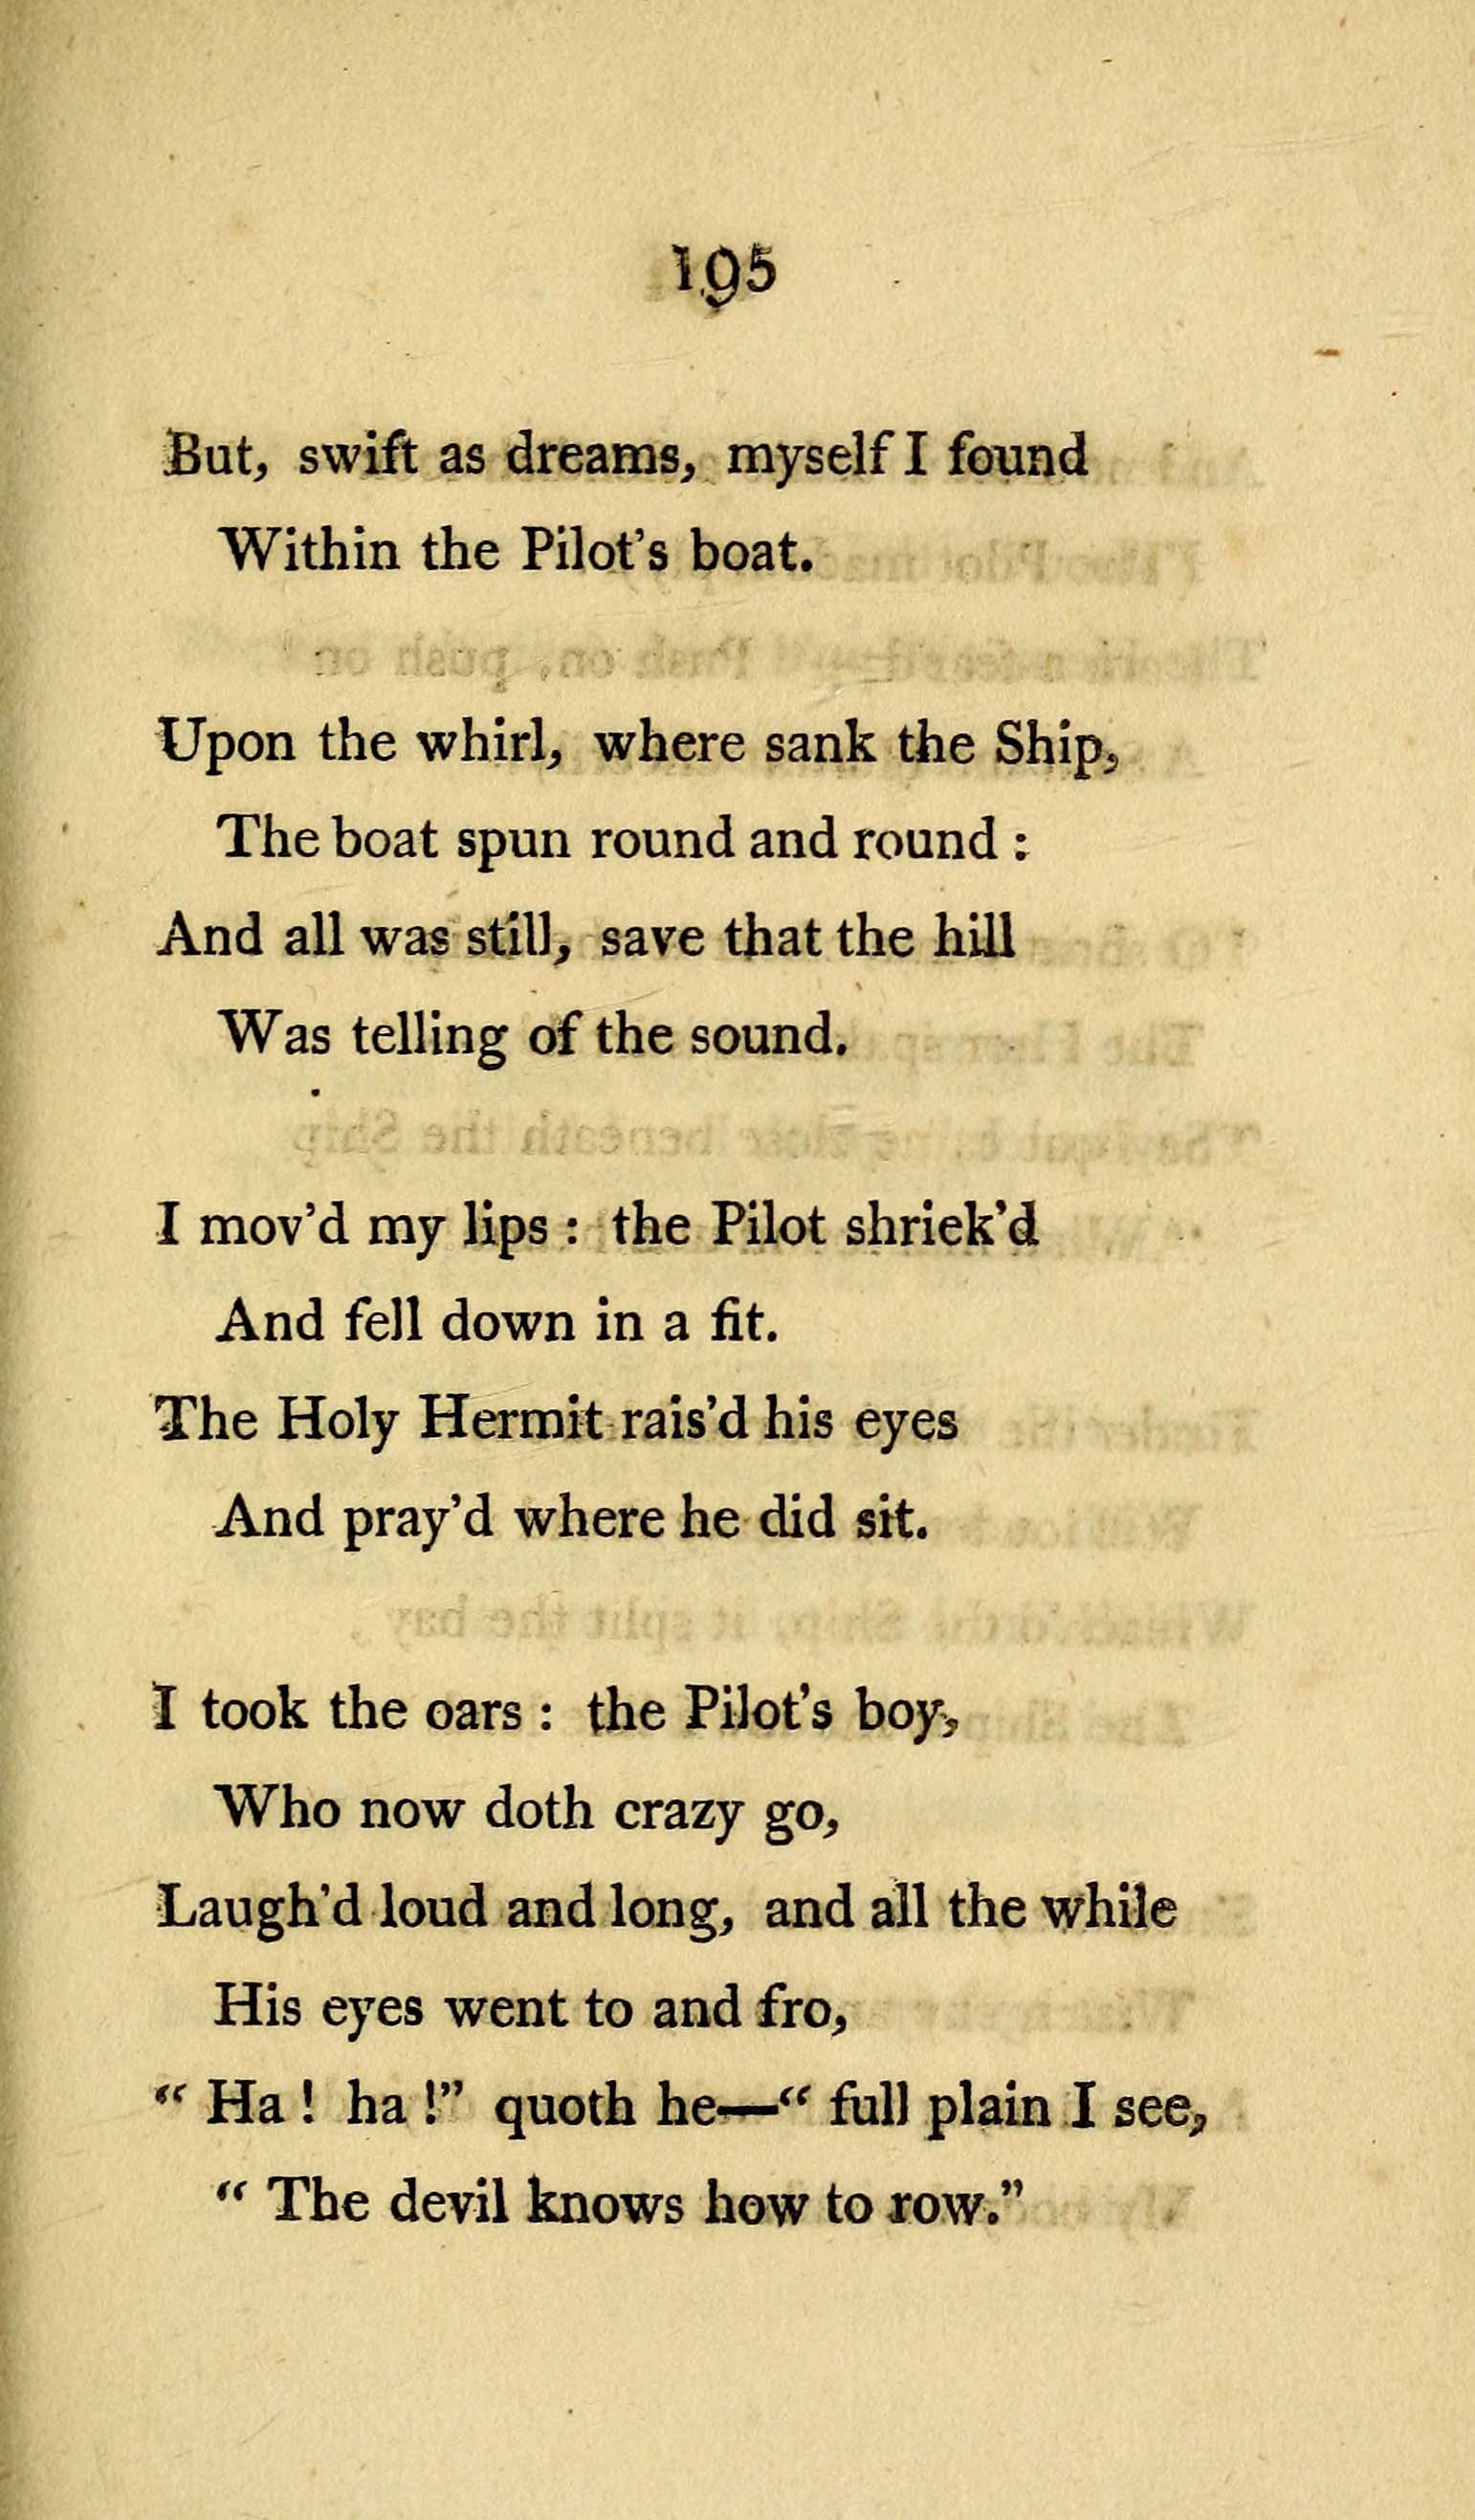 195
But, swift as dreams, myself I found
Within the Pilot's boat.
Upon the whirl, where sank the Ship,
The boat spun round and round :
And all was still, save that the hill
Was telling of the sound.
I mov'd my lips : the Pilot shriek'd
And fell down in a fit.
The Holy Hermit rais'd his eyes
And pray'd where he did sit.
I took the oars : the Pilot's boy,
Who now doth crazy go,
Laugh'd loud and long, and all the while
His eyes went to and fro,
“ Ha ! ha !” quoth he—“ full plain I see,
“ The devil knows how to row.”